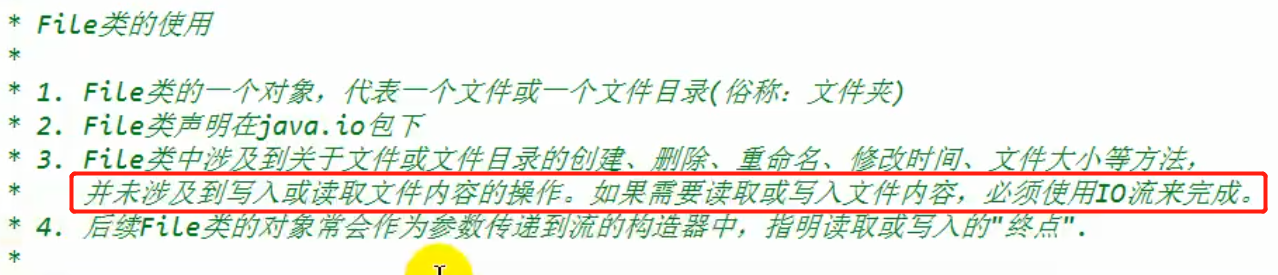 * File类的使用
*
* 1. File类的一个对象，代表一个文件或一个文件目录(俗称：文件夹)
* 2. File类声明在java.io包下
* 3. File类中涉及到关于文件或文件目录的创建、删除、重命名、修改时间、文件大小等方法，
* 并未涉及到写入或读取文件内容的操作。如果需要读取或写入文件内容，必须使用IO流来完成。
* 4. 后续File类的对象常会作为参数传递到流的构造器中，指明读取或写入的"终点".
*